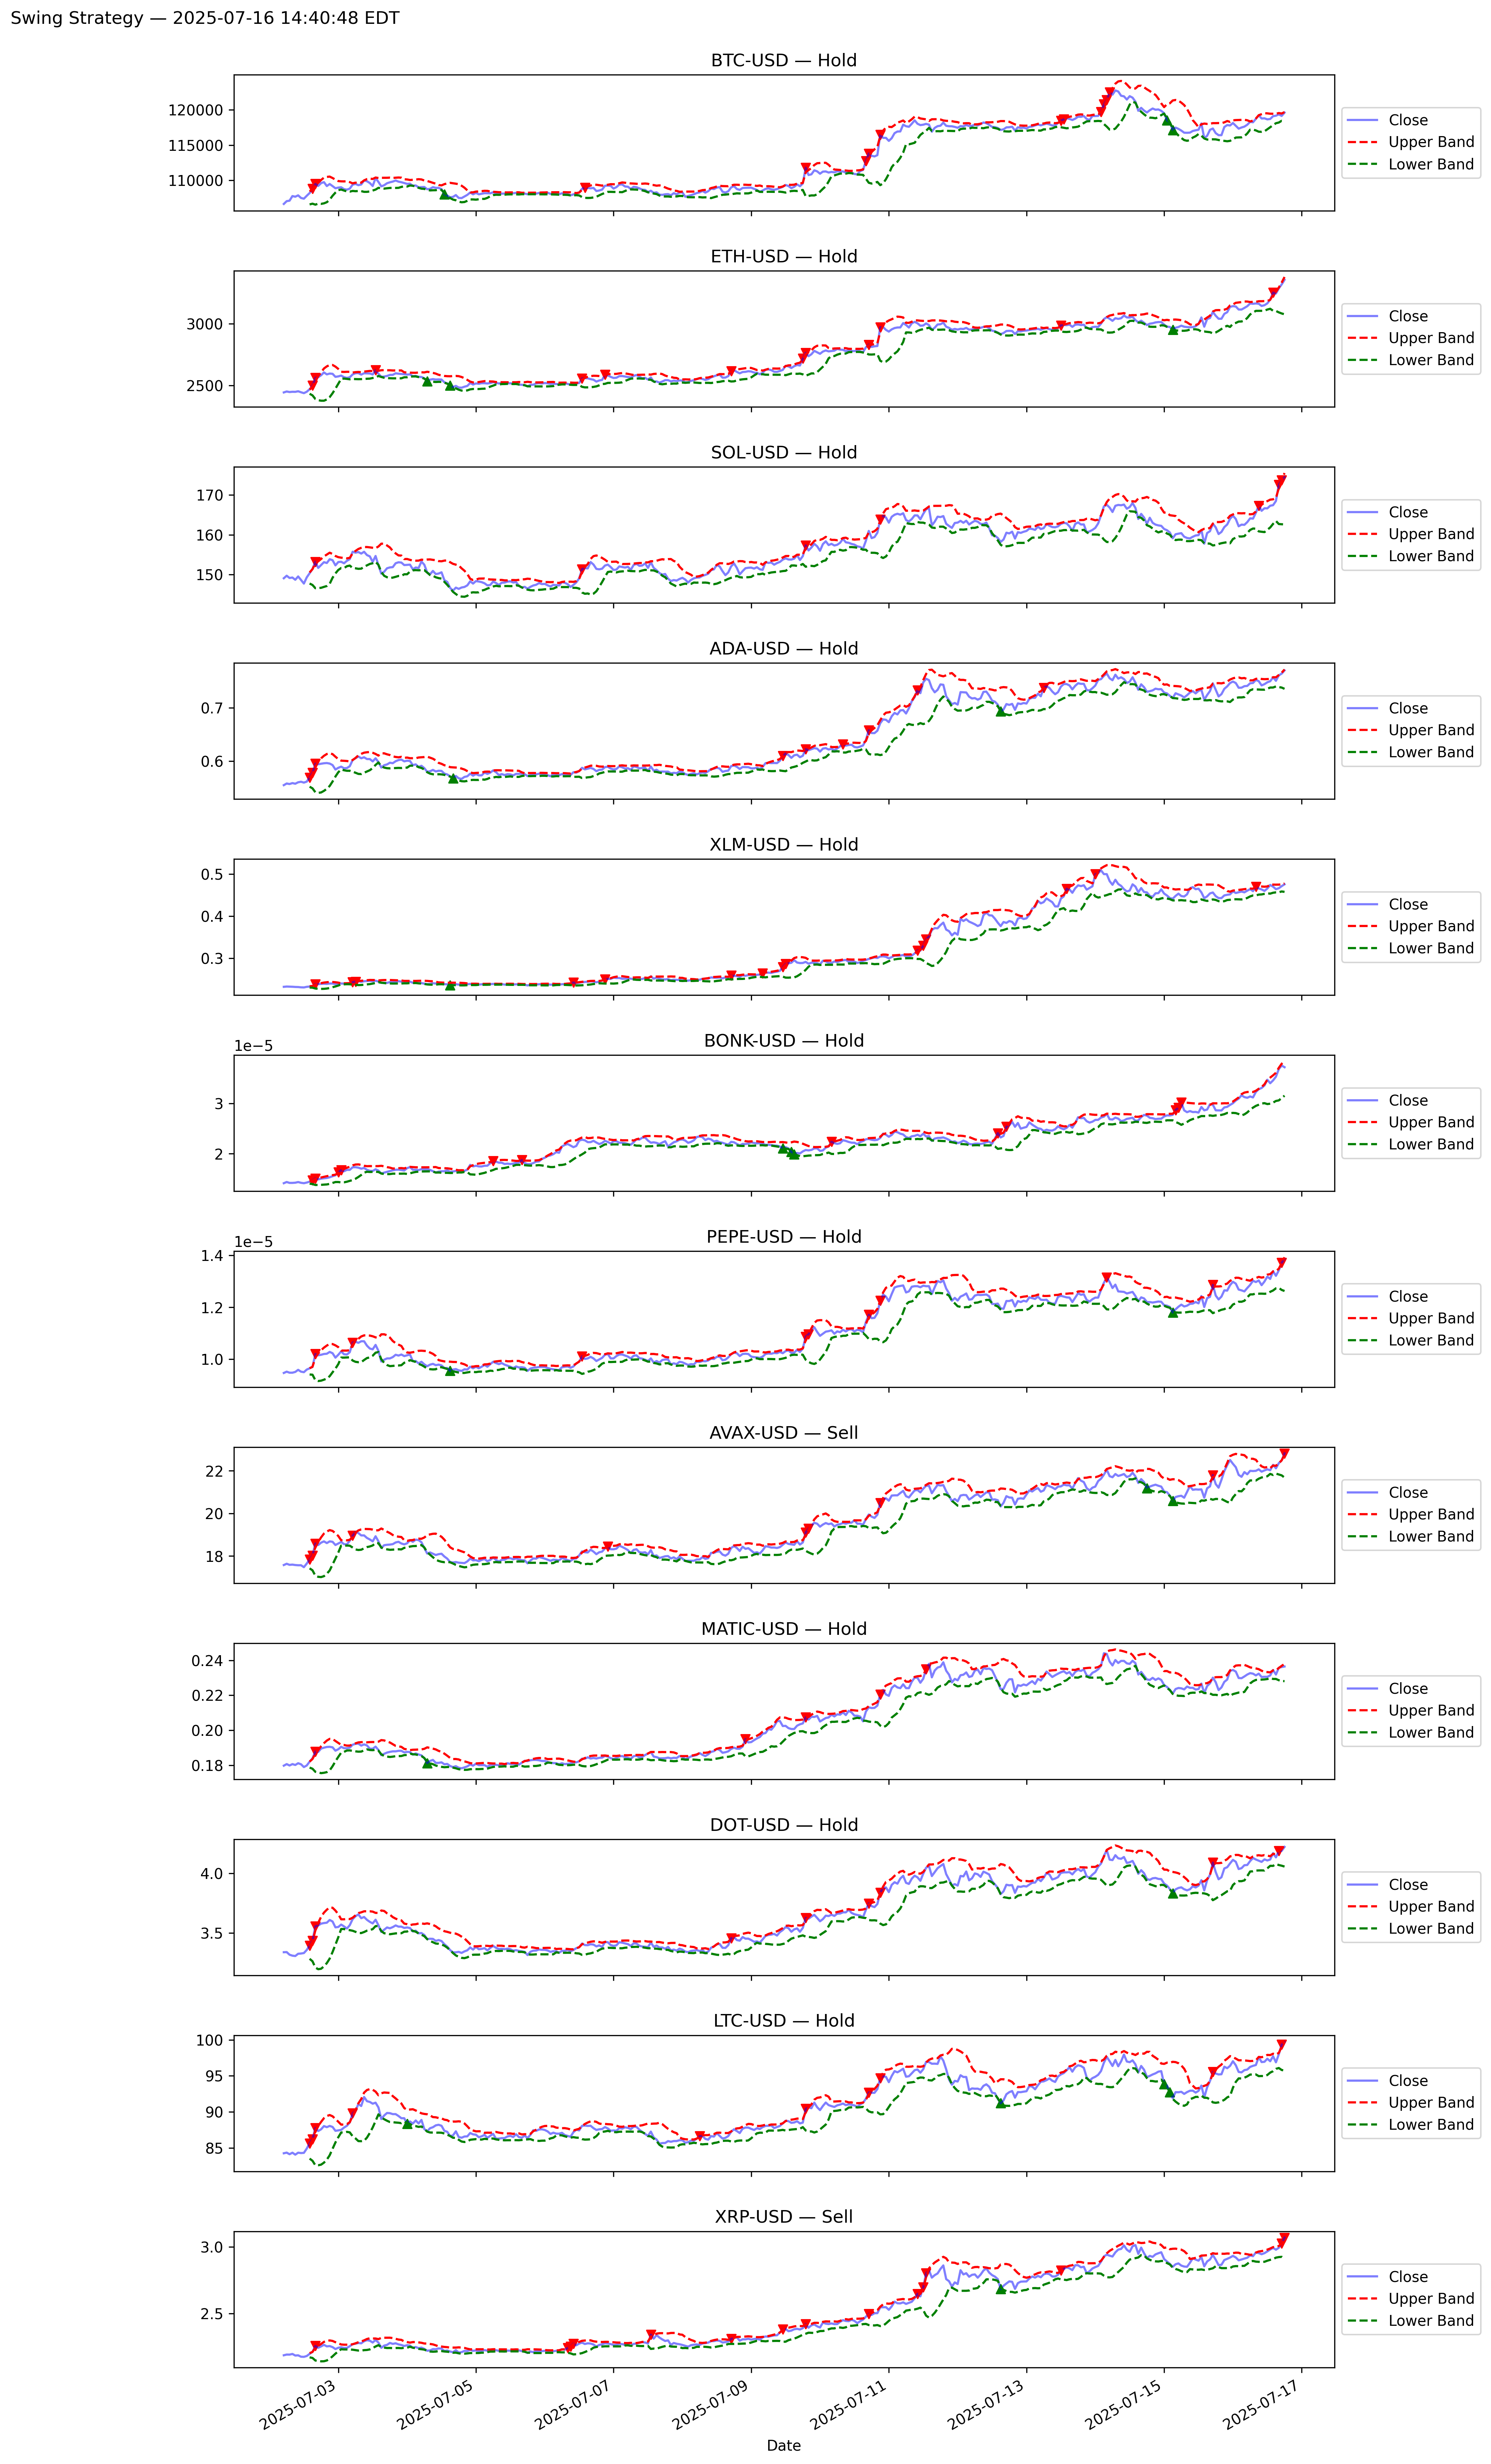 Swing Strategy — 2025-07-16 14:40:48 EDT
BTC-USD — Hold
120000
115000
110000
Close
Upper Band
Lower Band
ETH-USD — Hold
3000
2500
Close
Upper Band
Lower Band
SOL-USD — Hold
170
160
150
Close
Upper Band
Lower Band
ADA-USD — Hold
0.7
0.6
Close
Upper Band
Lower Band
XLM-USD — Hold
0.5
0.4
0.3
Close
Upper Band
Lower Band
BONK-USD — Hold
1e−5
3
2
Close
Upper Band
Lower Band
PEPE-USD — Hold
1e−5
1.4
1.2
1.0
Close
Upper Band
Lower Band
AVAX-USD — Sell
22
20
18
Close
Upper Band
Lower Band
MATIC-USD — Hold
0.24
0.22
0.20
0.18
Close
Upper Band
Lower Band
DOT-USD — Hold
4.0
3.5
Close
Upper Band
Lower Band
LTC-USD — Hold
100
95
90
85
Close
Upper Band
Lower Band
XRP-USD — Sell
3.0
2.5
Close
Upper Band
Lower Band
2025-07-03
2025-07-05
2025-07-07
2025-07-09
2025-07-11
2025-07-13
2025-07-15
2025-07-17
Date